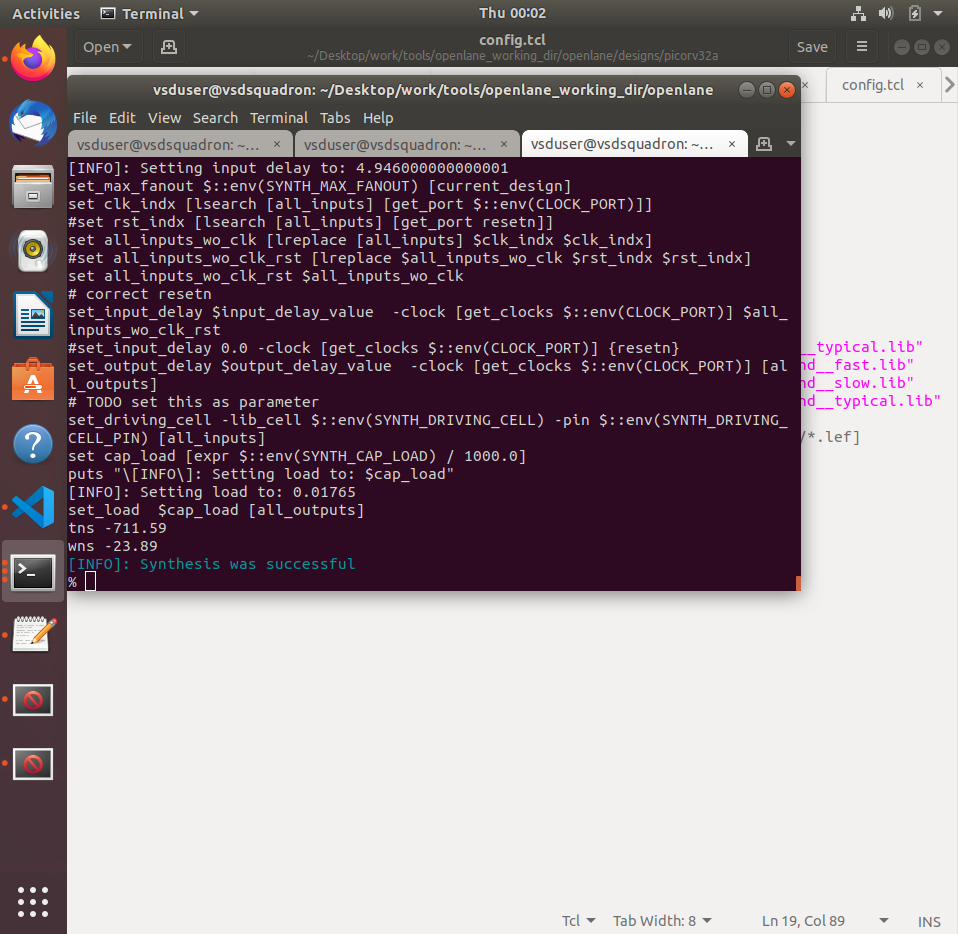 Activities Terminal Thu 00:02
Open config.tcl Save
~/Desktop/work/tools/openlane_working_dir/openlane/designs/picorv32a
config.tcl ×
vsduser@vsdsquadron: ~/Desktop/work/tools/openlane_working_dir/openlane
File Edit View Search Terminal Tabs Help
vsduser@vsdsquadron: ~... × vsduser@vsdsquadron: ~... × vsduser@vsdsquadron: ~... ×
[INFO]: Setting input delay to: 4.946000000000001
set_max_fanout $::env(SYNTH_MAX_FANOUT) [current_design]
set clk_indx [lsearch [all_inputs] [get_port $::env(CLOCK_PORT)]]
#set rst_indx [lsearch [all_inputs] [get_port resetn]]
set all_inputs_wo_clk [lreplace [all_inputs] $clk_indx $clk_indx]
#set all_inputs_wo_clk_rst [lreplace $all_inputs_wo_clk $rst_indx $rst_indx]
set all_inputs_wo_clk_rst $all_inputs_wo_clk
# correct resetn
set_input_delay $input_delay_value  -clock [get_clocks $::env(CLOCK_PORT)] $all_
inputs_wo_clk_rst
#set_input_delay 0.0 -clock [get_clocks $::env(CLOCK_PORT)] {resetn}
set_output_delay $output_delay_value  -clock [get_clocks $::env(CLOCK_PORT)] [al
l_outputs]
# TODO set this as parameter
set_driving_cell -lib_cell $::env(SYNTH_DRIVING_CELL) -pin $::env(SYNTH_DRIVING_
CELL_PIN) [all_inputs]
set cap_load [expr $::env(SYNTH_CAP_LOAD) / 1000.0]
puts "\[INFO\]: Setting load to: $cap_load"
[INFO]: Setting load to: 0.01765
set_load  $cap_load [all_outputs]
tns -711.59
wns -23.89
[INFO]: Synthesis was successful
%
__typical.lib"
nd__fast.lib"
nd__slow.lib"
nd__typical.lib"
/*.lef]
Tcl Tab Width: 8 Ln 19, Col 89 INS